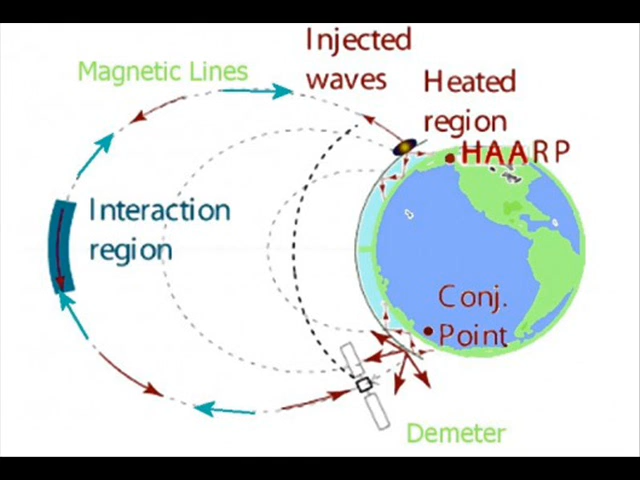 Injected
waves
Magnetic Lines
Heated
region
HAARP
Interaction
region
Conj.
Point
Demeter